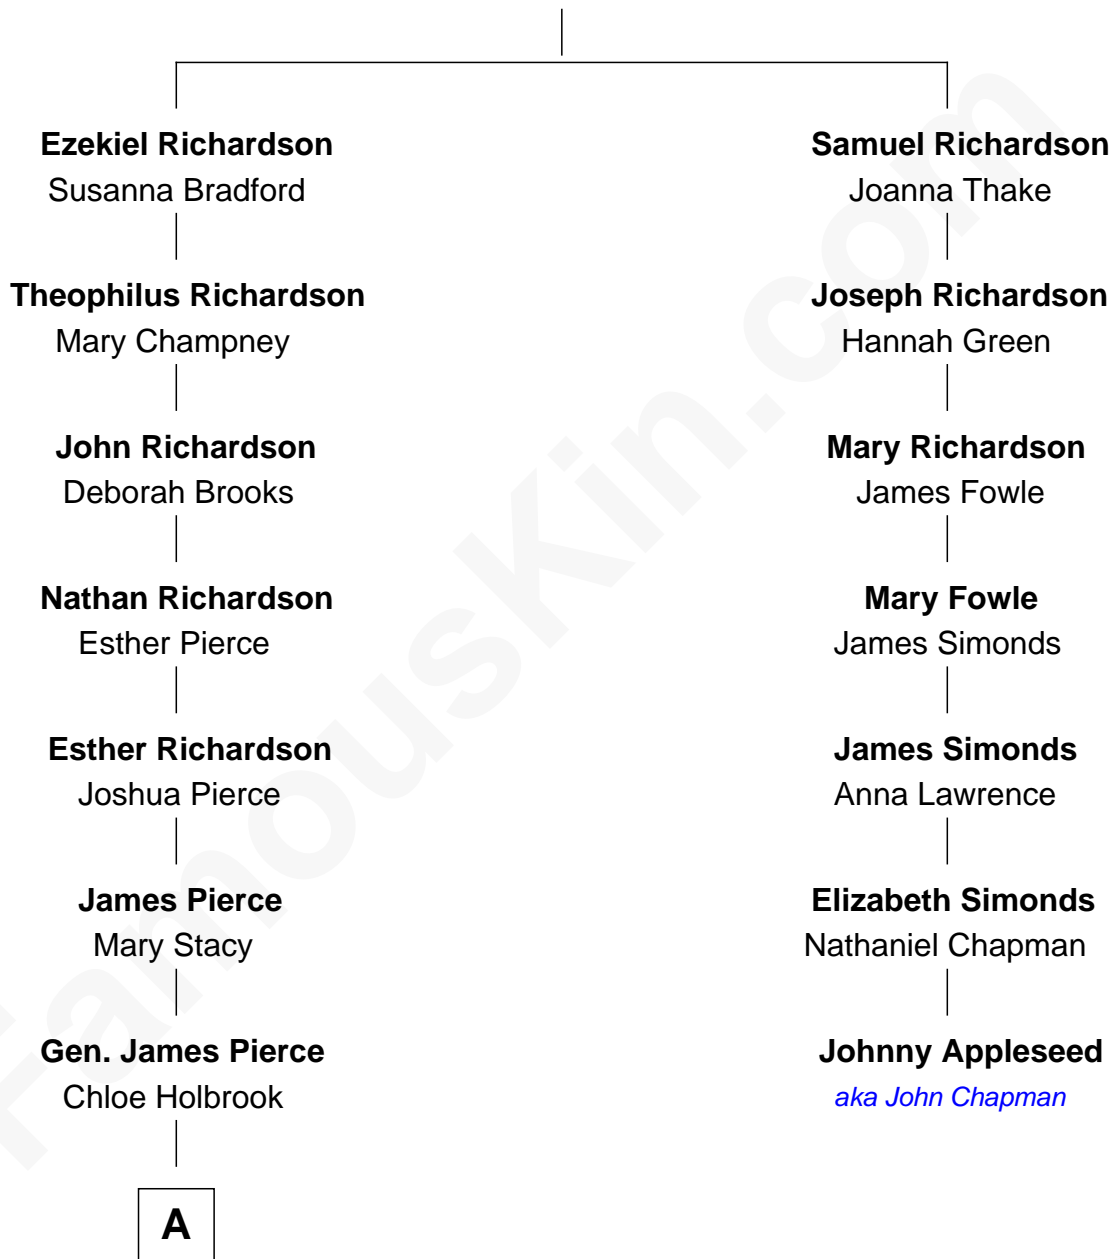 Ezekiel Richardson
Susanna Bradford
Theophilus Richardson
Mary Champney
John Richardson
Deborah Brooks
Nathan Richardson
Esther Pierce
Esther Richardson
Joshua Pierce
James Pierce
Mary Stacy
Gen. James Pierce
Chloe Holbrook
A
Samuel Richardson
Joanna Thake
Joseph Richardson
Hannah Green
Mary Richardson
James Fowle
Mary Fowle
James Simonds
James Simonds
Anna Lawrence
Elizabeth Simonds
Nathaniel Chapman
Johnny Appleseed
aka John Chapman
FamousKin.com